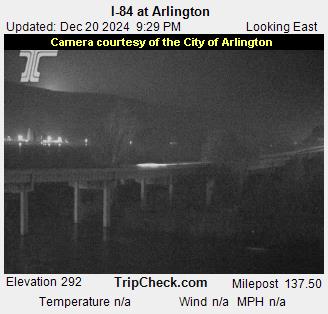 I-84 at Arlington
Updated: Dec 20 2024 9:29 PM Looking East
Camera courtesy of the City of Arlington
Elevation 292 TripCheck.com Milepost 137.50
Temperature n/a Wind n/a MPH n/a